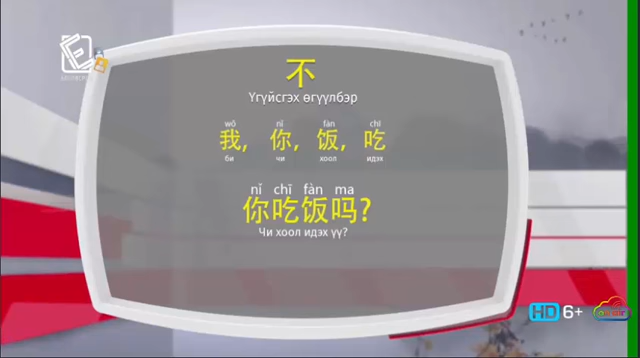 不
Үгүйсгэх өгүүлбэр
wǒ nǐ fàn chī
我, 你, 饭, 吃
би чи хоол идэх
nǐ chī fàn ma
你吃饭吗?
Чи хоол идэх үү?
HD 6+